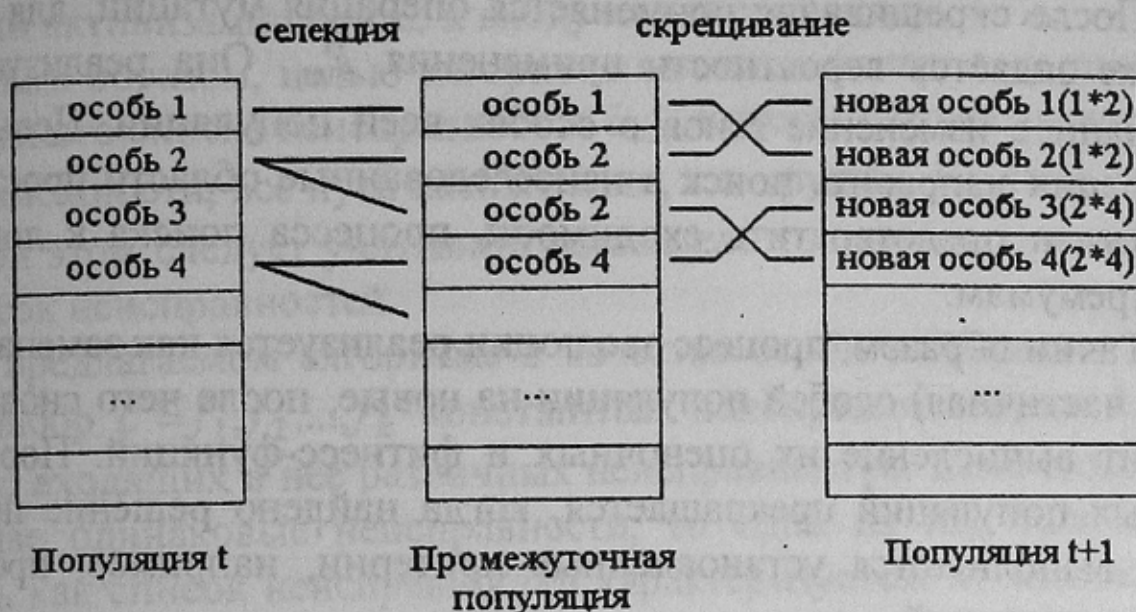 селекция
скрещивание
особь 1
особь 2
особь 3
особь 4
...
Популяция t
особь 1
особь 2
особь 2
особь 4
...
Промежуточная
популяция
новая особь 1(1*2)
новая особь 2(1*2)
новая особь 3(2*4)
новая особь 4(2*4)
...
Популяция t+1